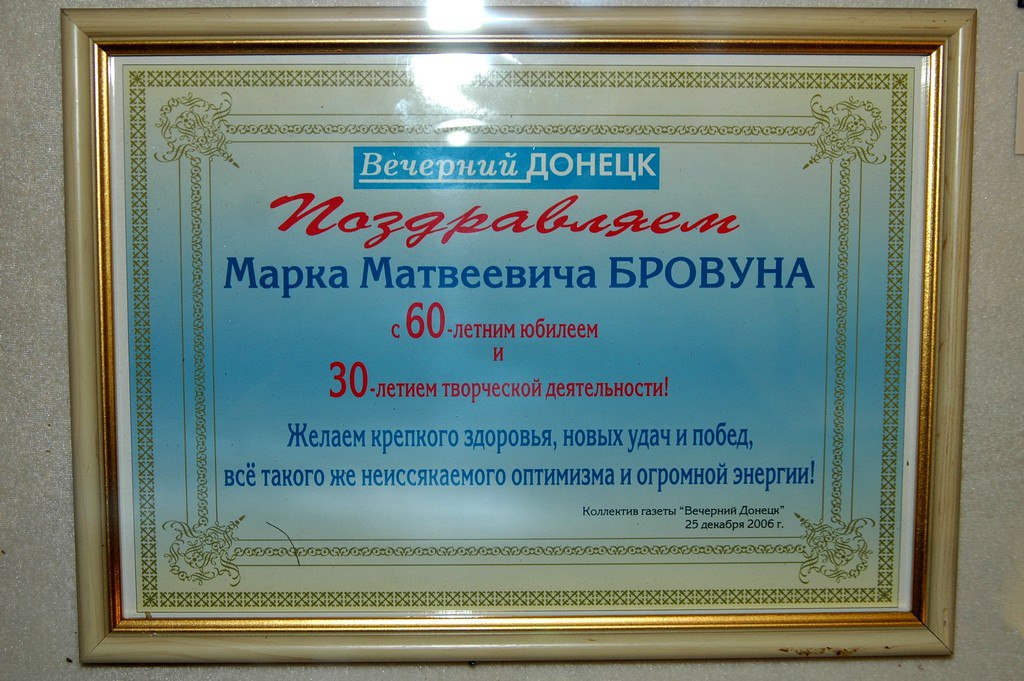 Вечерний ДОНЕЦК
Поздравляем
Марка Матвеевича БРОВУНА
с 60-летним юбилеем
и
30-летием творческой деятельности!
Желаем крепкого здоровья, новых удач и побед,
всё такого же неиссякаемого оптимизма и огромной энергии!
Коллектив газеты "Вечерний Донецк"
25 декабря 2006 г.